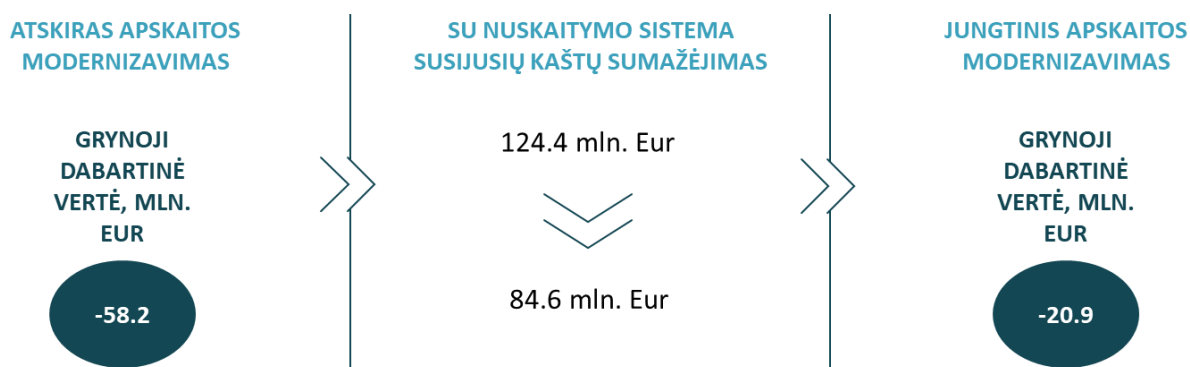 ATSKIRAS APSKAITOS
MODERNIZAVIMAS
GRYNOJI
DABARTINĖ
VERTĖ, MLN.
EUR
-58.2
SU NUSKAITYMO SISTEMA
SUSIJUSIŲ KAŠTŲ SUMAŽĖJIMAS
124.4 mln. Eur
84.6 mln. Eur
JUNGTINIS APSKAITOS
MODERNIZAVIMAS
GRYNOJI
DABARTINĖ
VERTĖ, MLN.
EUR
-20.9